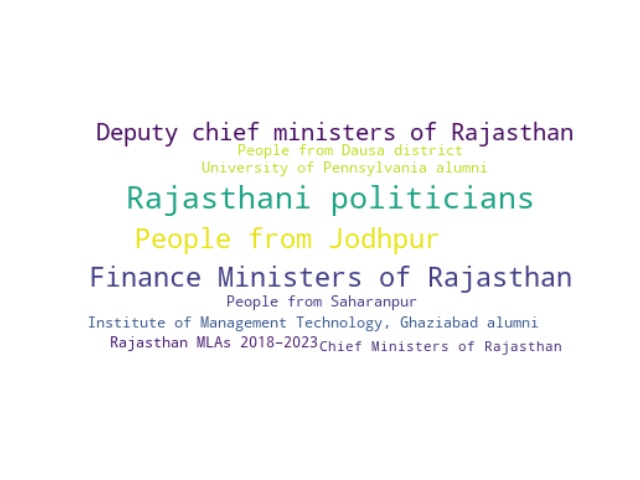 Deputy chief ministers of Rajasthan
People from Dausa district
University of Pennsylvania alumni
Rajasthani politicians
People from Jodhpur
Finance Ministers of Rajasthan
People from Saharanpur
Institute of Management Technology, Ghaziabad alumni
Rajasthan MLAs 2018–2023
Chief Ministers of Rajasthan